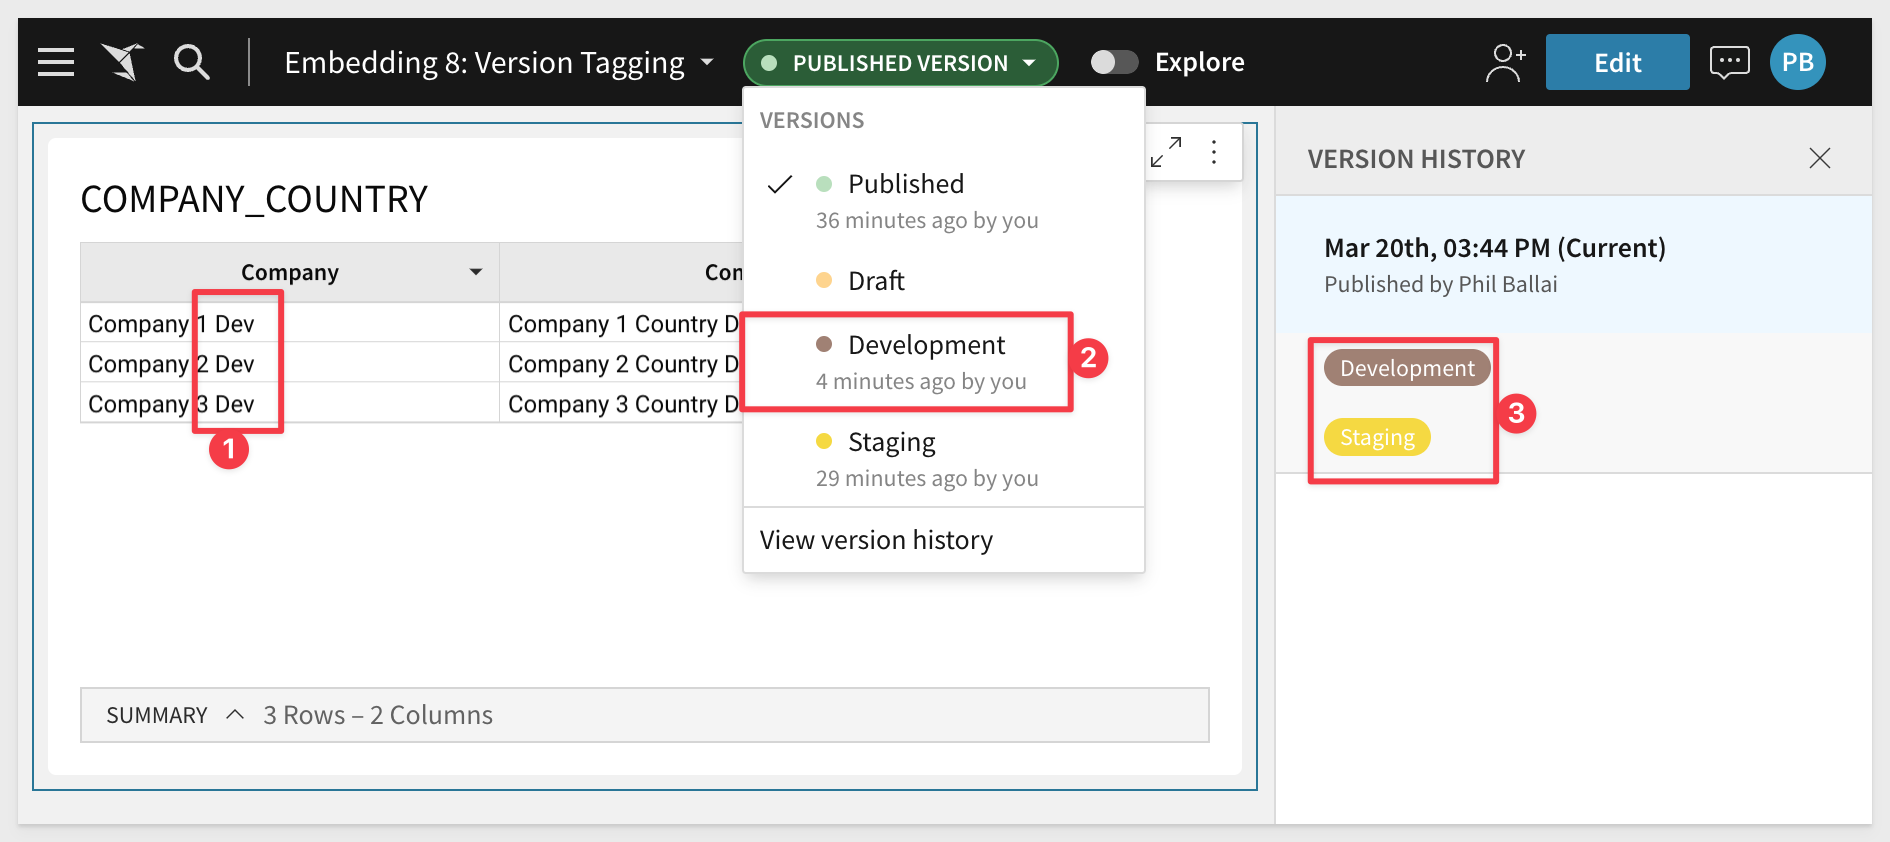 Embedding 8: Version Tagging
PUBLISHED VERSION
Explore
Edit
PB
VERSIONS
Published
36 minutes ago by you
Draft
Development
4 minutes ago by you
2
Staging
29 minutes ago by you
View version history
COMPANY_COUNTRY
Company
Con
Company 1 Dev
Company 1 Country D
Company 2 Dev
Company 2 Country D
Company 3 Dev
Company 3 Country D
1
SUMMARY
3 Rows – 2 Columns
VERSION HISTORY
Mar 20th, 03:44 PM (Current)
Published by Phil Ballai
Development
Staging
3